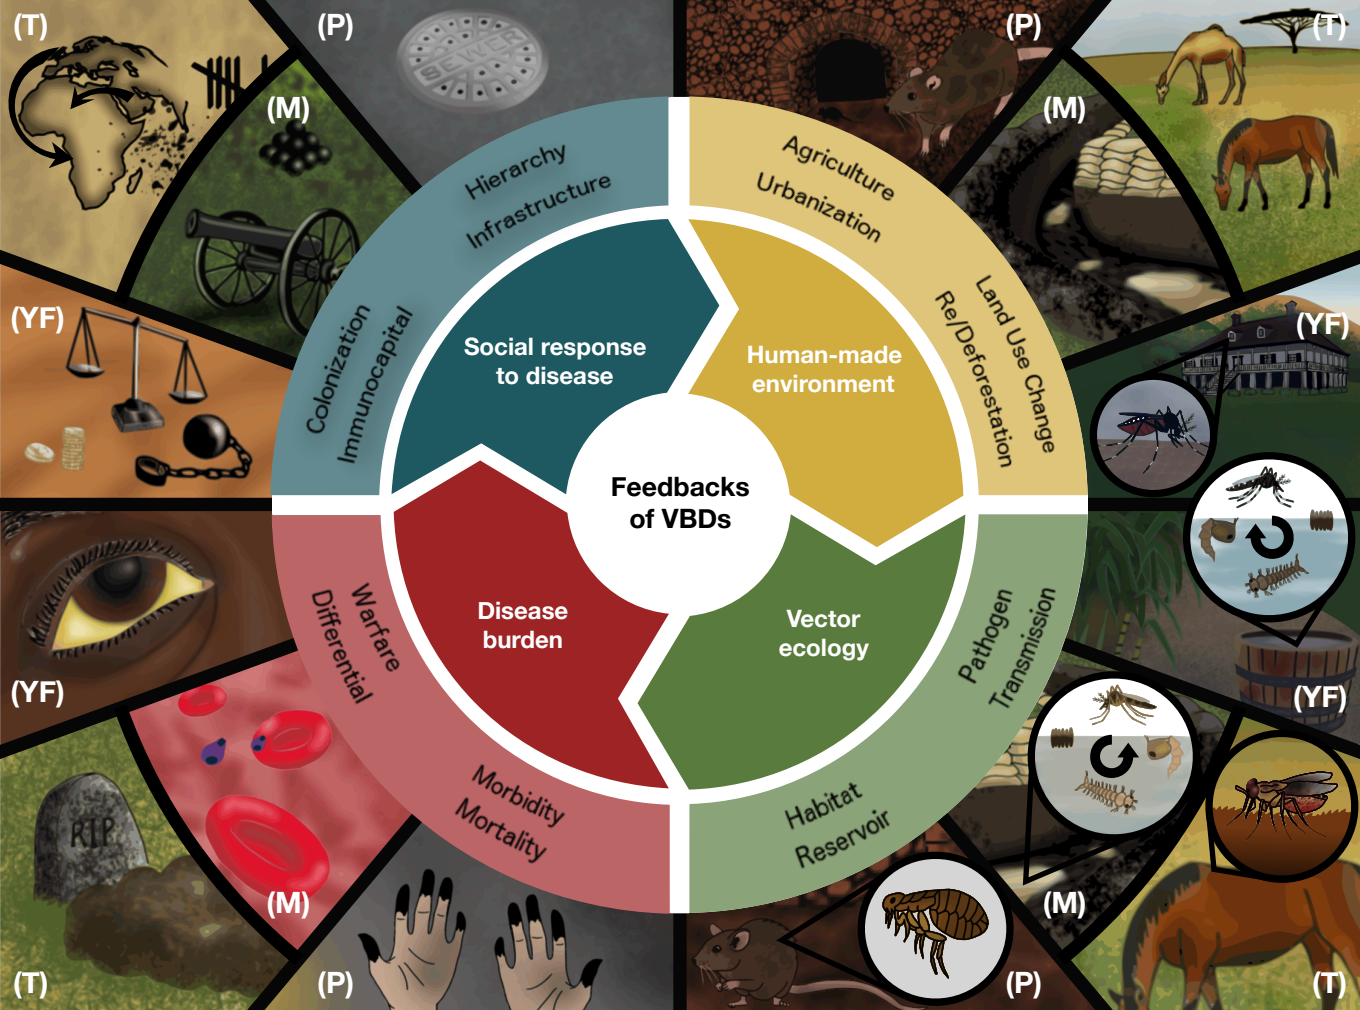 (T)
(P)
(P)
(T)
SEWER
(M)
(M)
Hierarchy
Infrastructure
Agriculture
Urbanization
Colonization
Immunocapital
Land Use Change
Re/Deforestation
(YF)
(YF)
Social response
to disease
Human-made
environment
Feedbacks
of VBDs
Disease
burden
Vector
ecology
Warfare
Differential
Pathogen
Transmission
(YF)
(YF)
Morbidity
Mortality
Habitat
Reservoir
RIP
(M)
(M)
(T)
(P)
(P)
(T)